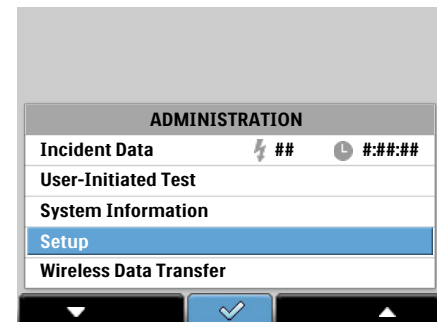 ADMINISTRATION
Incident Data ## #:##:##
User-Initiated Test
System Information
Setup
Wireless Data Transfer